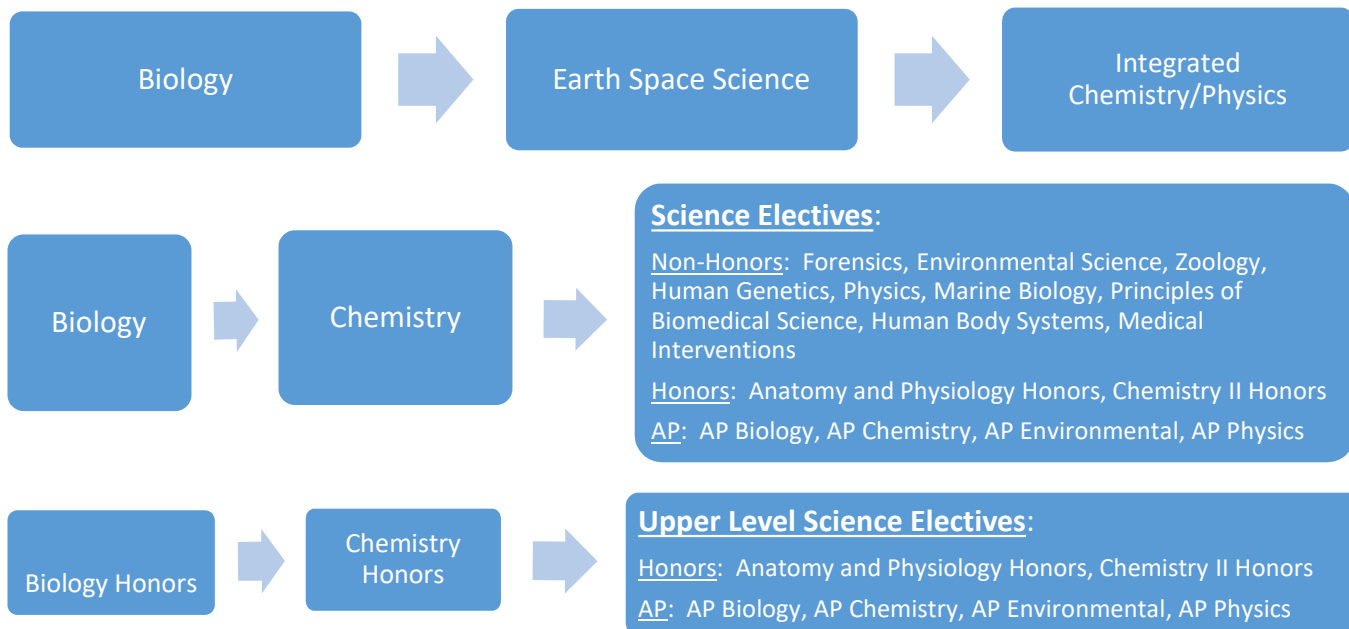 Biology
Earth Space Science
Integrated
Chemistry/Physics
Biology
Chemistry
Science Electives:
Non-Honors: Forensics, Environmental Science, Zoology,
Human Genetics, Physics, Marine Biology, Principles of
Biomedical Science, Human Body Systems, Medical
Interventions
Honors: Anatomy and Physiology Honors, Chemistry II Honors
AP: AP Biology, AP Chemistry, AP Environmental, AP Physics
Biology Honors
Chemistry
Honors
Upper Level Science Electives:
Honors: Anatomy and Physiology Honors, Chemistry II Honors
AP: AP Biology, AP Chemistry, AP Environmental, AP Physics